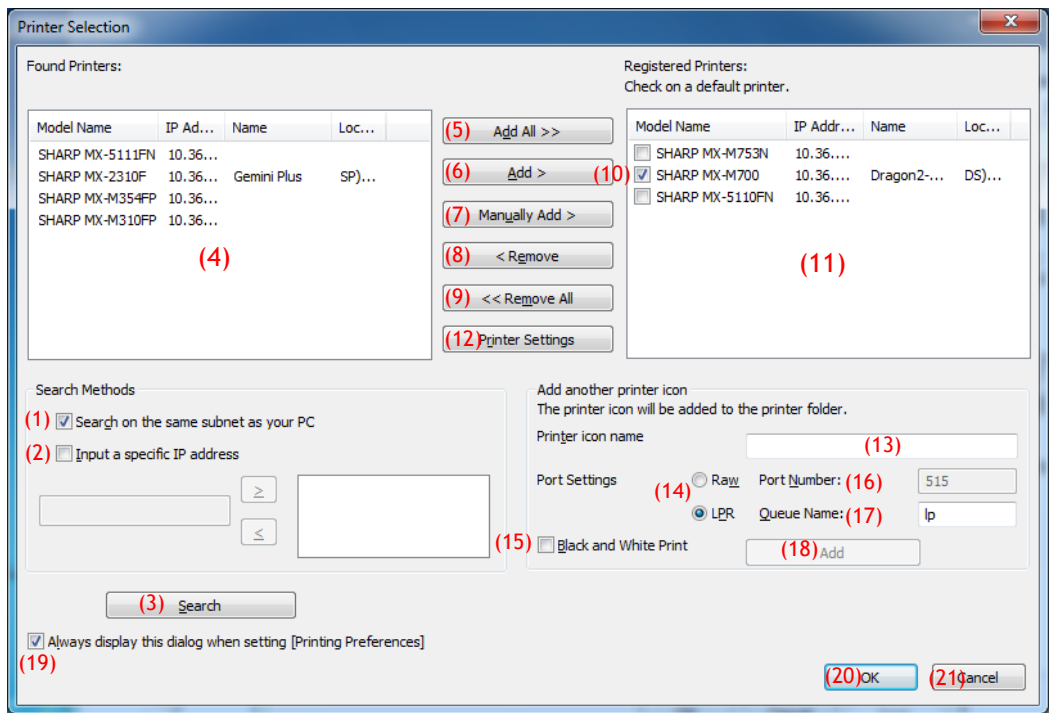 Printer Selection
x
Found Printers:
Registered Printers:
Check on a default printer.
Model Name IP Ad... Name Loc...
SHARP MX-5111FN 10.36...
SHARP MX-2310F 10.36... Gemini Plus SP)...
SHARP MX-M354FP 10.36...
SHARP MX-M310FP 10.36...
(4)
(5) Add All >>
(6) Add >
(7) Manually Add >
(8) < Remove
(9) << Remove All
(12) Printer Settings
Model Name IP Addr... Name Loc...
SHARP MX-M753N 10.36....
(10) SHARP MX-M700 10.36.... Dragon2-... DS)...
SHARP MX-5110FN 10.36....
(11)
Search Methods
(1) Search on the same subnet as your PC
(2) Input a specific IP address
>
<
(3) Search
Add another printer icon
The printer icon will be added to the printer folder.
Printer icon name (13)
Port Settings (14) Raw Port Number: (16) 515
LPR Queue Name: (17) lp
(15) Black and White Print (18) Add
Always display this dialog when setting [Printing Preferences]
(19)
(20) OK (21) Cancel